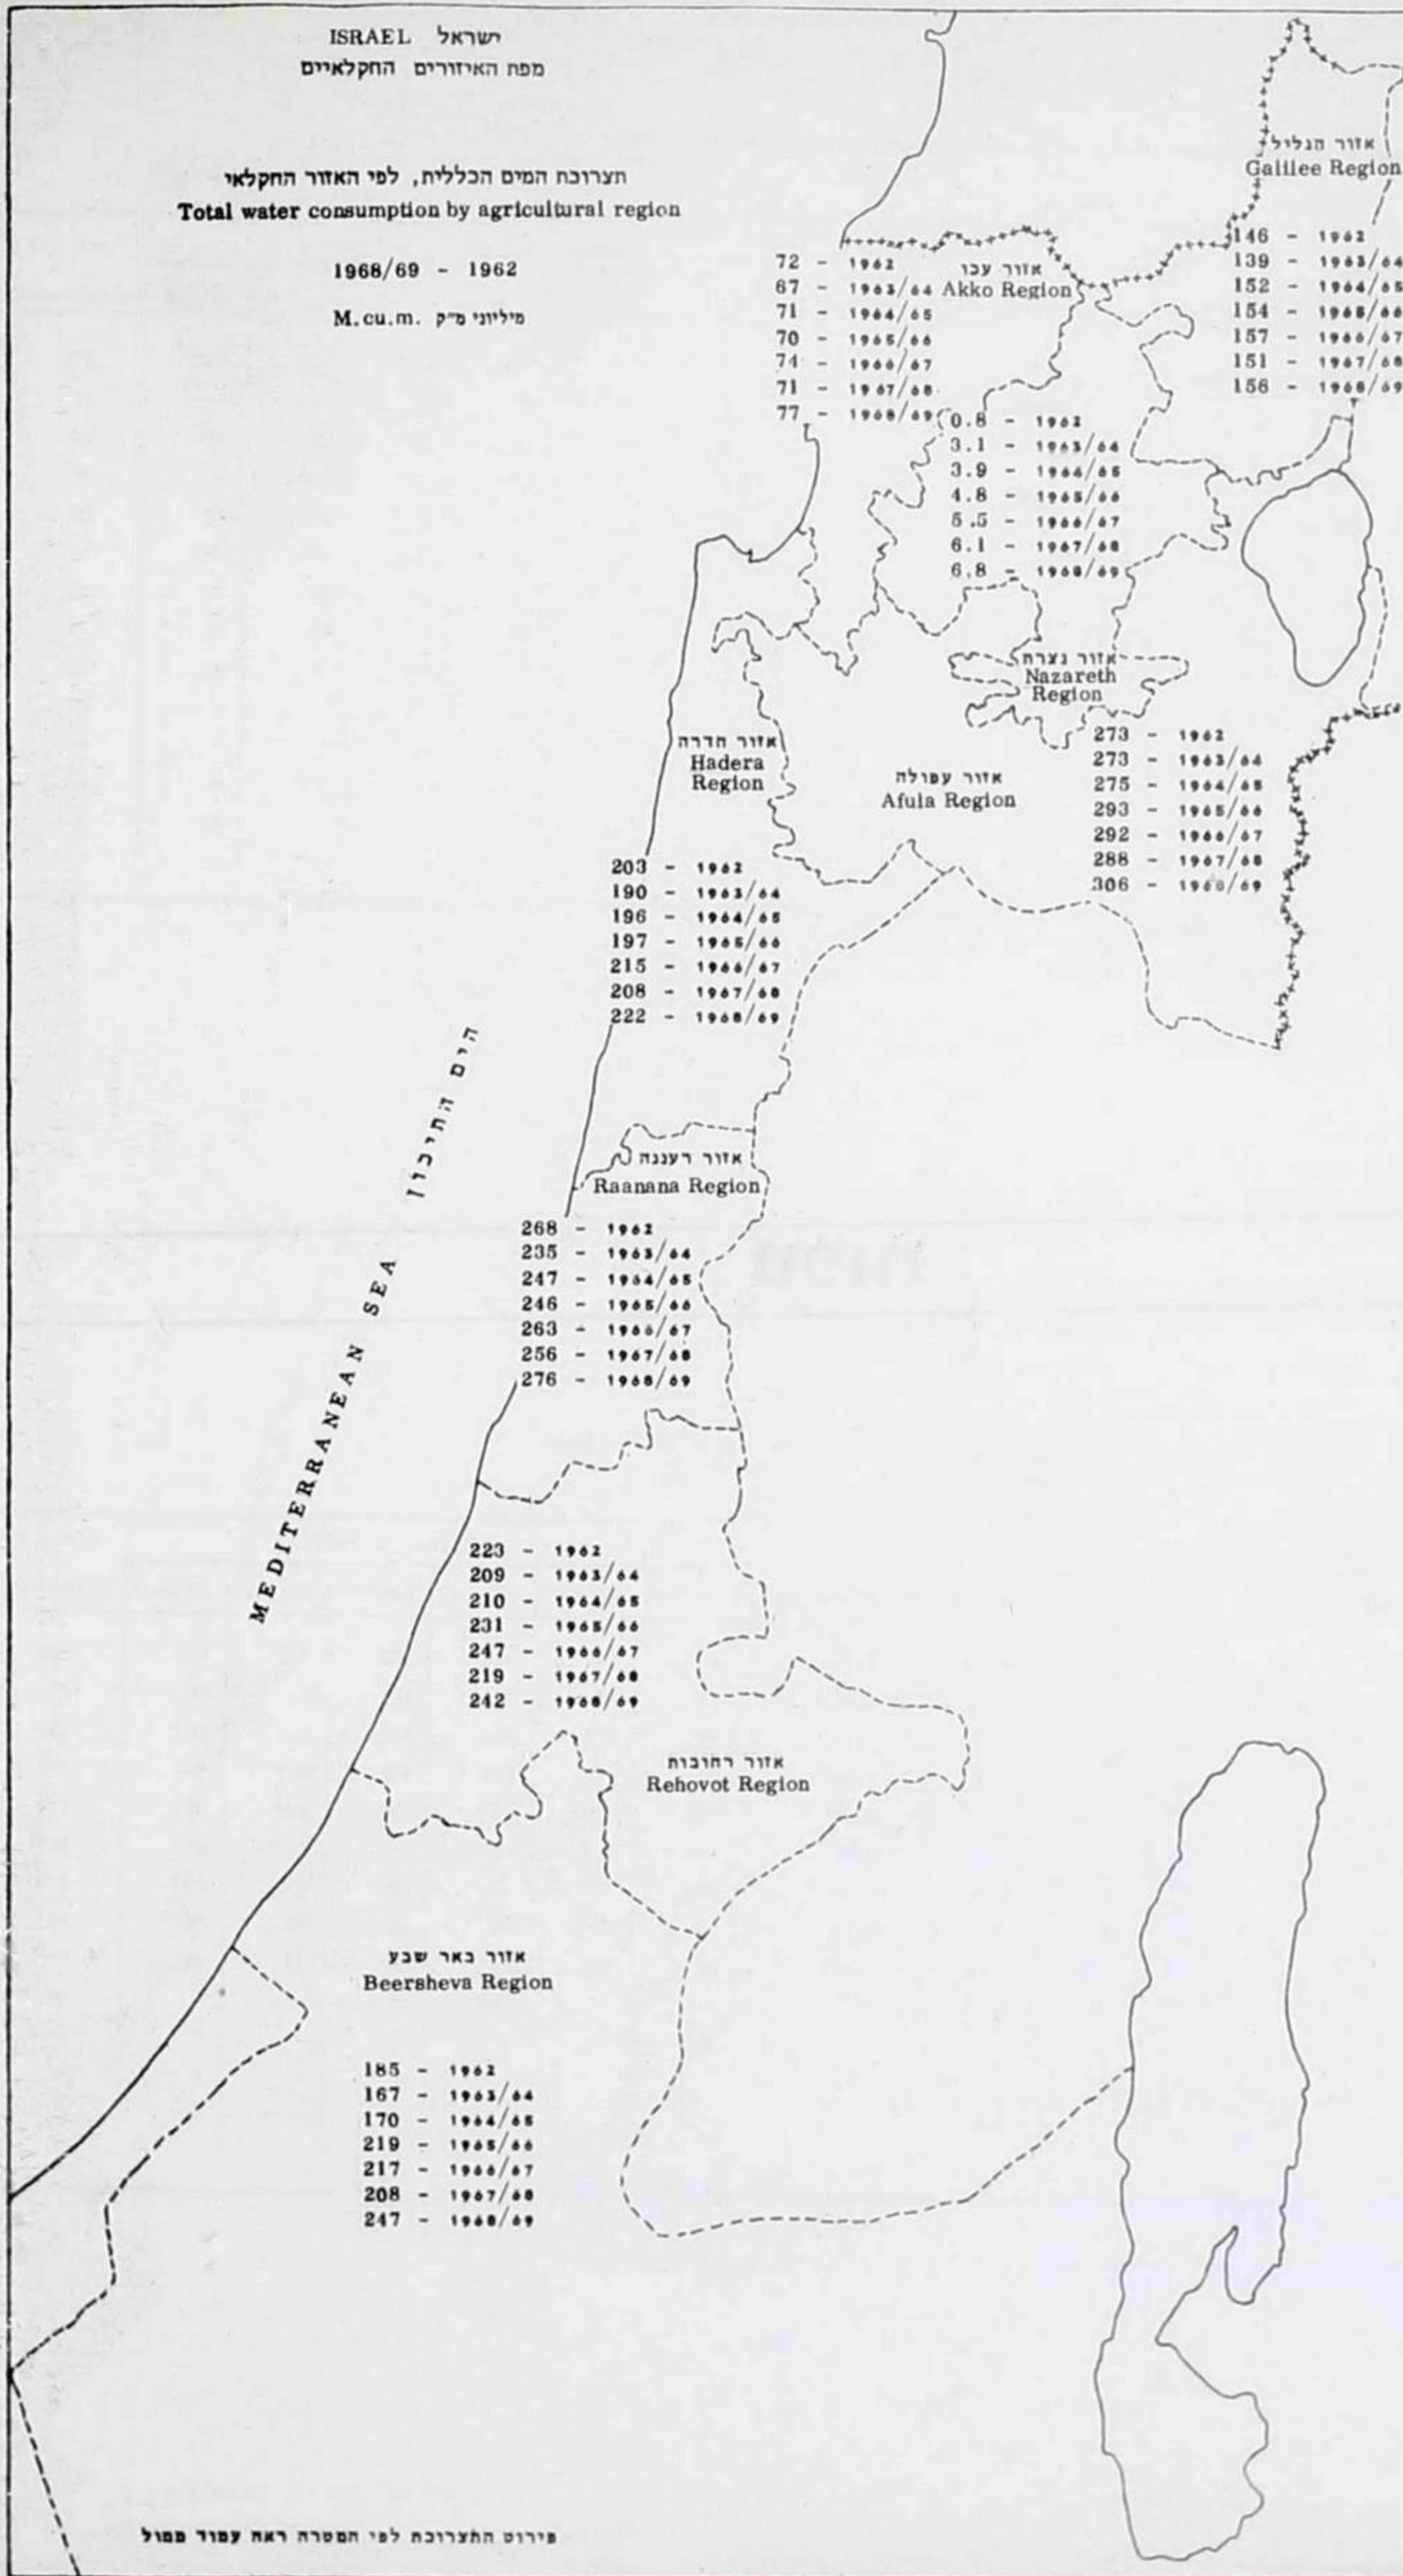 ISRAEL ישראל
מפת האיזורים החקלאיים
תצרוכת המים הכללית, לפי האזור החקלאי
Total water consumption by agricultural region
1968/69 - 1962
M.cu.m. מיליוני מ״ק
אזור הגליל
Galilee Region
146 - 1962
139 - 1963/64
152 - 1964/65
154 - 1965/66
157 - 1966/67
151 - 1967/68
156 - 1968/69
אזור עכו
Akko Region
72 - 1962
67 - 1963/64
71 - 1964/65
70 - 1965/66
74 - 1966/67
71 - 1967/68
77 - 1968/69
0.8 - 1962
3.1 - 1963/64
3.9 - 1964/65
4.8 - 1965/66
5.5 - 1966/67
6.1 - 1967/68
6.8 - 1968/69
אזור נצרת
Nazareth
Region
אזור חדרה
Hadera
Region
אזור עפולה
Afula Region
273 - 1962
273 - 1963/64
275 - 1964/65
293 - 1965/66
292 - 1966/67
288 - 1967/68
306 - 1968/69
203 - 1962
190 - 1963/64
196 - 1964/65
197 - 1965/66
215 - 1966/67
208 - 1967/68
222 - 1968/69
הים התיכון
MEDITERRANEAN SEA
אזור רעננה
Raanana Region
268 - 1962
235 - 1963/64
247 - 1964/65
246 - 1965/66
263 - 1966/67
256 - 1967/68
276 - 1968/69
223 - 1962
209 - 1963/64
210 - 1964/65
231 - 1965/66
247 - 1966/67
219 - 1967/68
242 - 1968/69
אזור רחובות
Rehovot Region
אזור באר שבע
Beersheva Region
185 - 1962
167 - 1963/64
170 - 1964/65
219 - 1965/66
217 - 1966/67
208 - 1967/68
247 - 1968/69
פירוט התצרוכת לפי המטרה ראה עמוד ממול